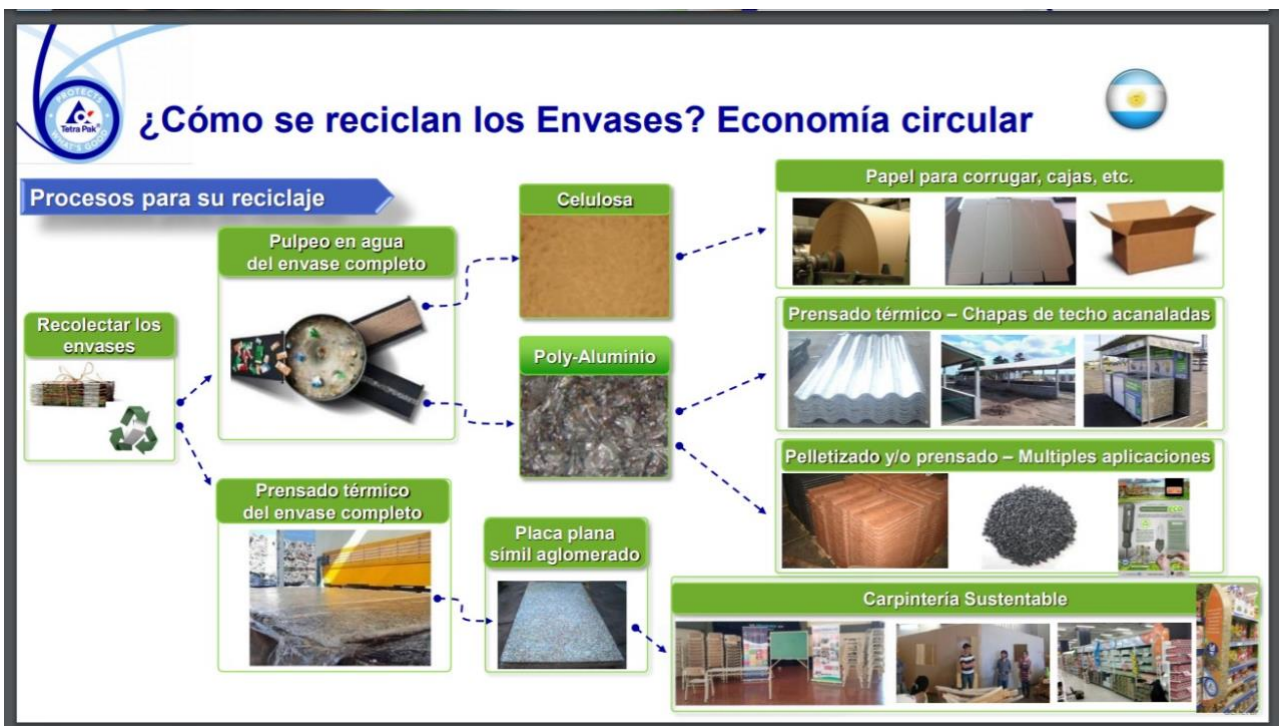 PROTECTS
Tetra Pak
WHAT'S GOOD
¿Cómo se reciclan los Envases? Economía circular
Procesos para su reciclaje
Recolectar los
envases
Pulpeo en agua
del envase completo
Celulosa
Poly-Aluminio
Papel para corrugar, cajas, etc.
Prensado térmico – Chapas de techo acanaladas
Pelletizado y/o prensado – Multiples aplicaciones
Prensado térmico
del envase completo
Placa plana
símil aglomerado
Carpintería Sustentable